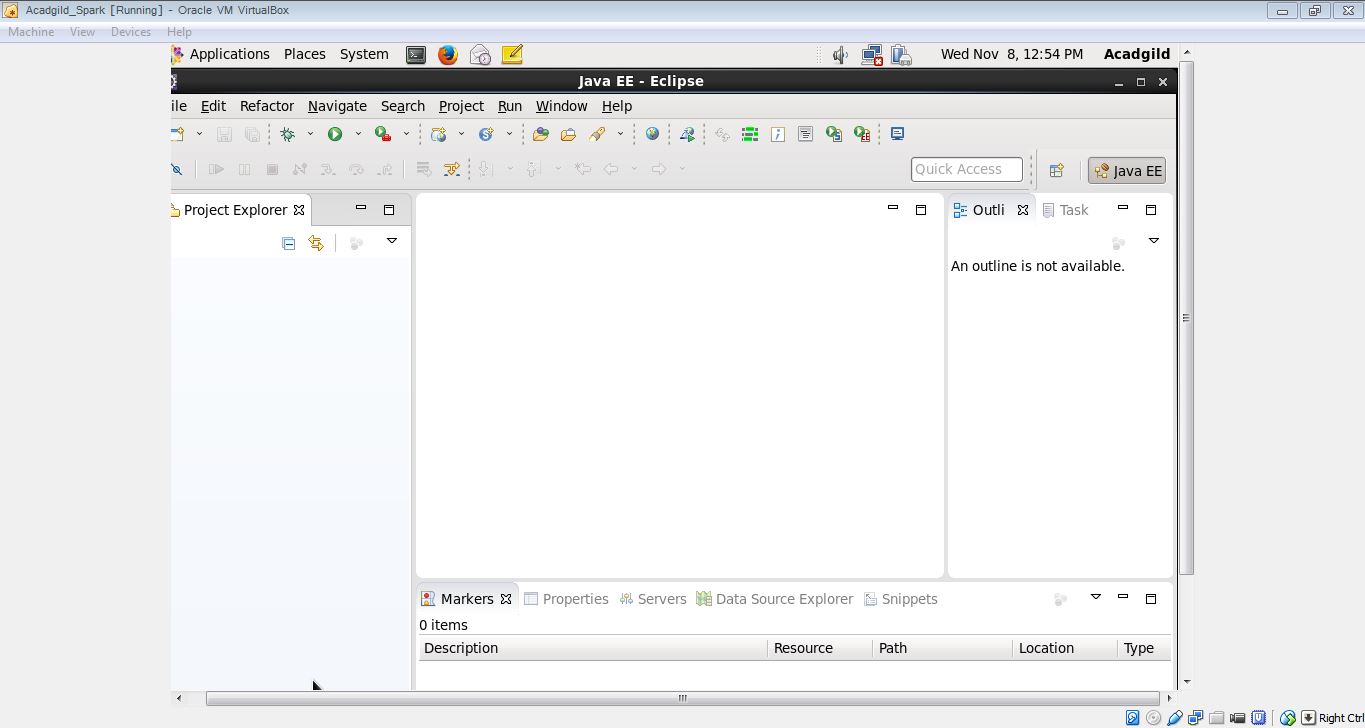 Acadgild_Spark [Running] - Oracle VM VirtualBox
Machine View Devices Help
Applications Places System Wed Nov 8, 12:54 PM Acadgild
Java EE - Eclipse
ile Edit Refactor Navigate Search Project Run Window Help
Quick Access Java EE
Project Explorer Outli Task
An outline is not available.
Markers Properties Servers Data Source Explorer Snippets
0 items
Description Resource Path Location Type
Right Ctrl